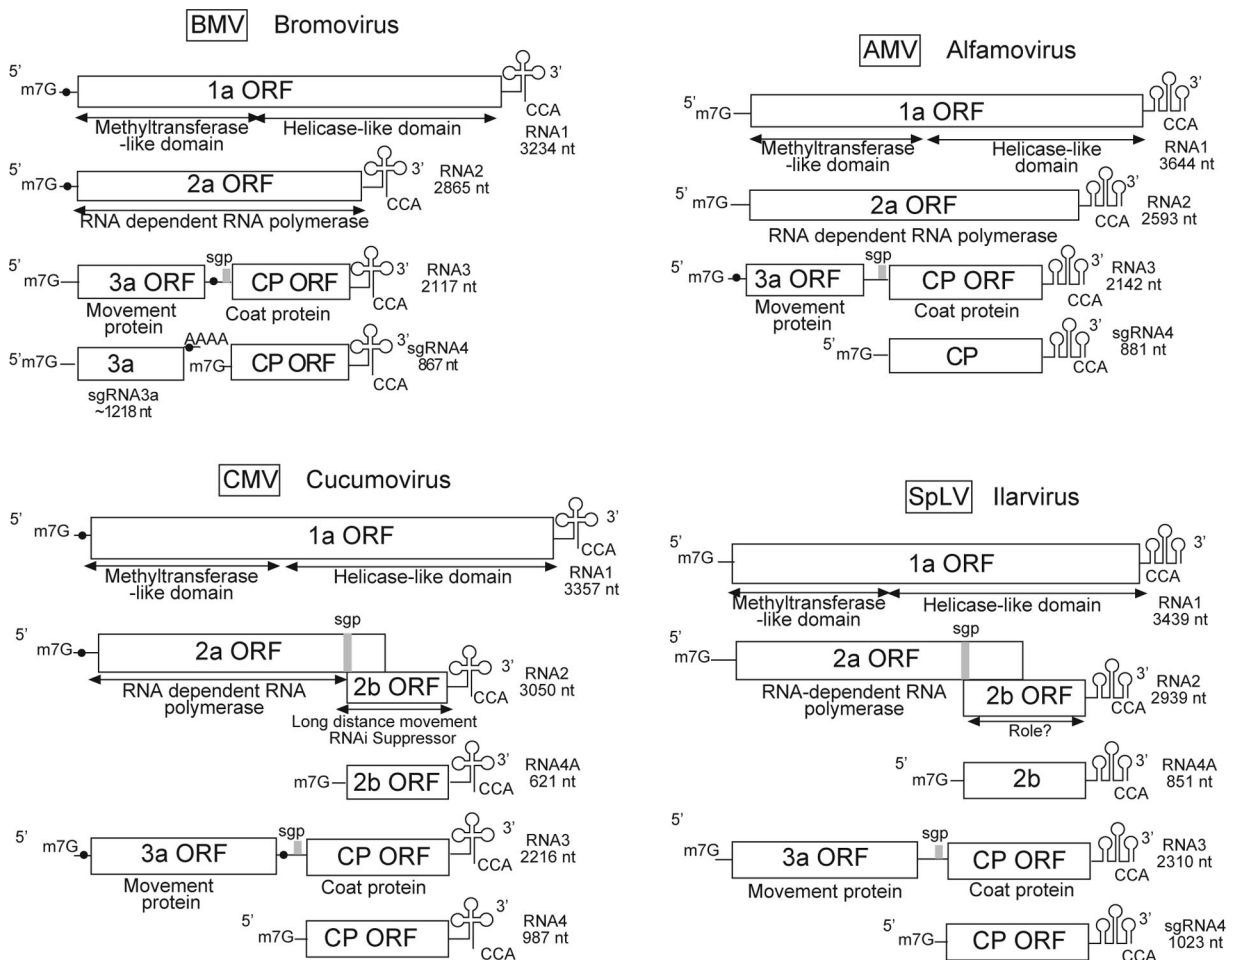 BMV Bromovirus
5'
m7G
1a ORF
3'
CCA
Methyltransferase
-like domain
Helicase-like domain
RNA1
3234 nt
5'
m7G
2a ORF
3'
CCA
RNA2
2865 nt
RNA dependent RNA polymerase
5'
m7G
3a ORF
sgp
CP ORF
3'
CCA
RNA3
2117 nt
Movement
protein
Coat protein
5'm7G
3a
AAAA
m7G
CP ORF
3'
CCA
sgRNA4
867 nt
sgRNA3a
~1218 nt
AMV Alfamovirus
5'
m7G
1a ORF
3'
CCA
RNA1
3644 nt
Methyltransferase
-like domain
Helicase-like
domain
m7G
2a ORF
3'
CCA
RNA2
2593 nt
RNA dependent RNA polymerase
5'
m7G
3a ORF
sgp
CP ORF
3'
CCA
RNA3
2142 nt
Movement
protein
Coat protein
5'
m7G
CP
3'
CCA
sgRNA4
881 nt
CMV Cucumovirus
5'
m7G
1a ORF
3'
CCA
RNA1
3357 nt
Methyltransferase
-like domain
Helicase-like domain
5'
m7G
2a ORF
sgp
2b ORF
3'
CCA
RNA2
3050 nt
RNA dependent RNA
polymerase
Long distance movement
RNAi Suppressor
m7G
2b ORF
3'
CCA
RNA4A
621 nt
5'
m7G
3a ORF
sgp
CP ORF
3'
CCA
RNA3
2216 nt
Movement
protein
Coat protein
5'
m7G
CP ORF
3'
CCA
RNA4
987 nt
SpLV Ilarvirus
5'
m7G
1a ORF
3'
CCA
RNA1
3439 nt
Methyltransferase
-like domain
Helicase-like domain
5'
m7G
2a ORF
sgp
2b ORF
3'
CCA
RNA2
2939 nt
RNA-dependent RNA
polymerase
Role?
5'
m7G
2b
3'
CCA
RNA4A
851 nt
5'
m7G
3a ORF
sgp
CP ORF
3'
CCA
RNA3
2310 nt
Movement protein
Coat protein
5'
m7G
CP ORF
3'
CCA
sgRNA4
1023 nt